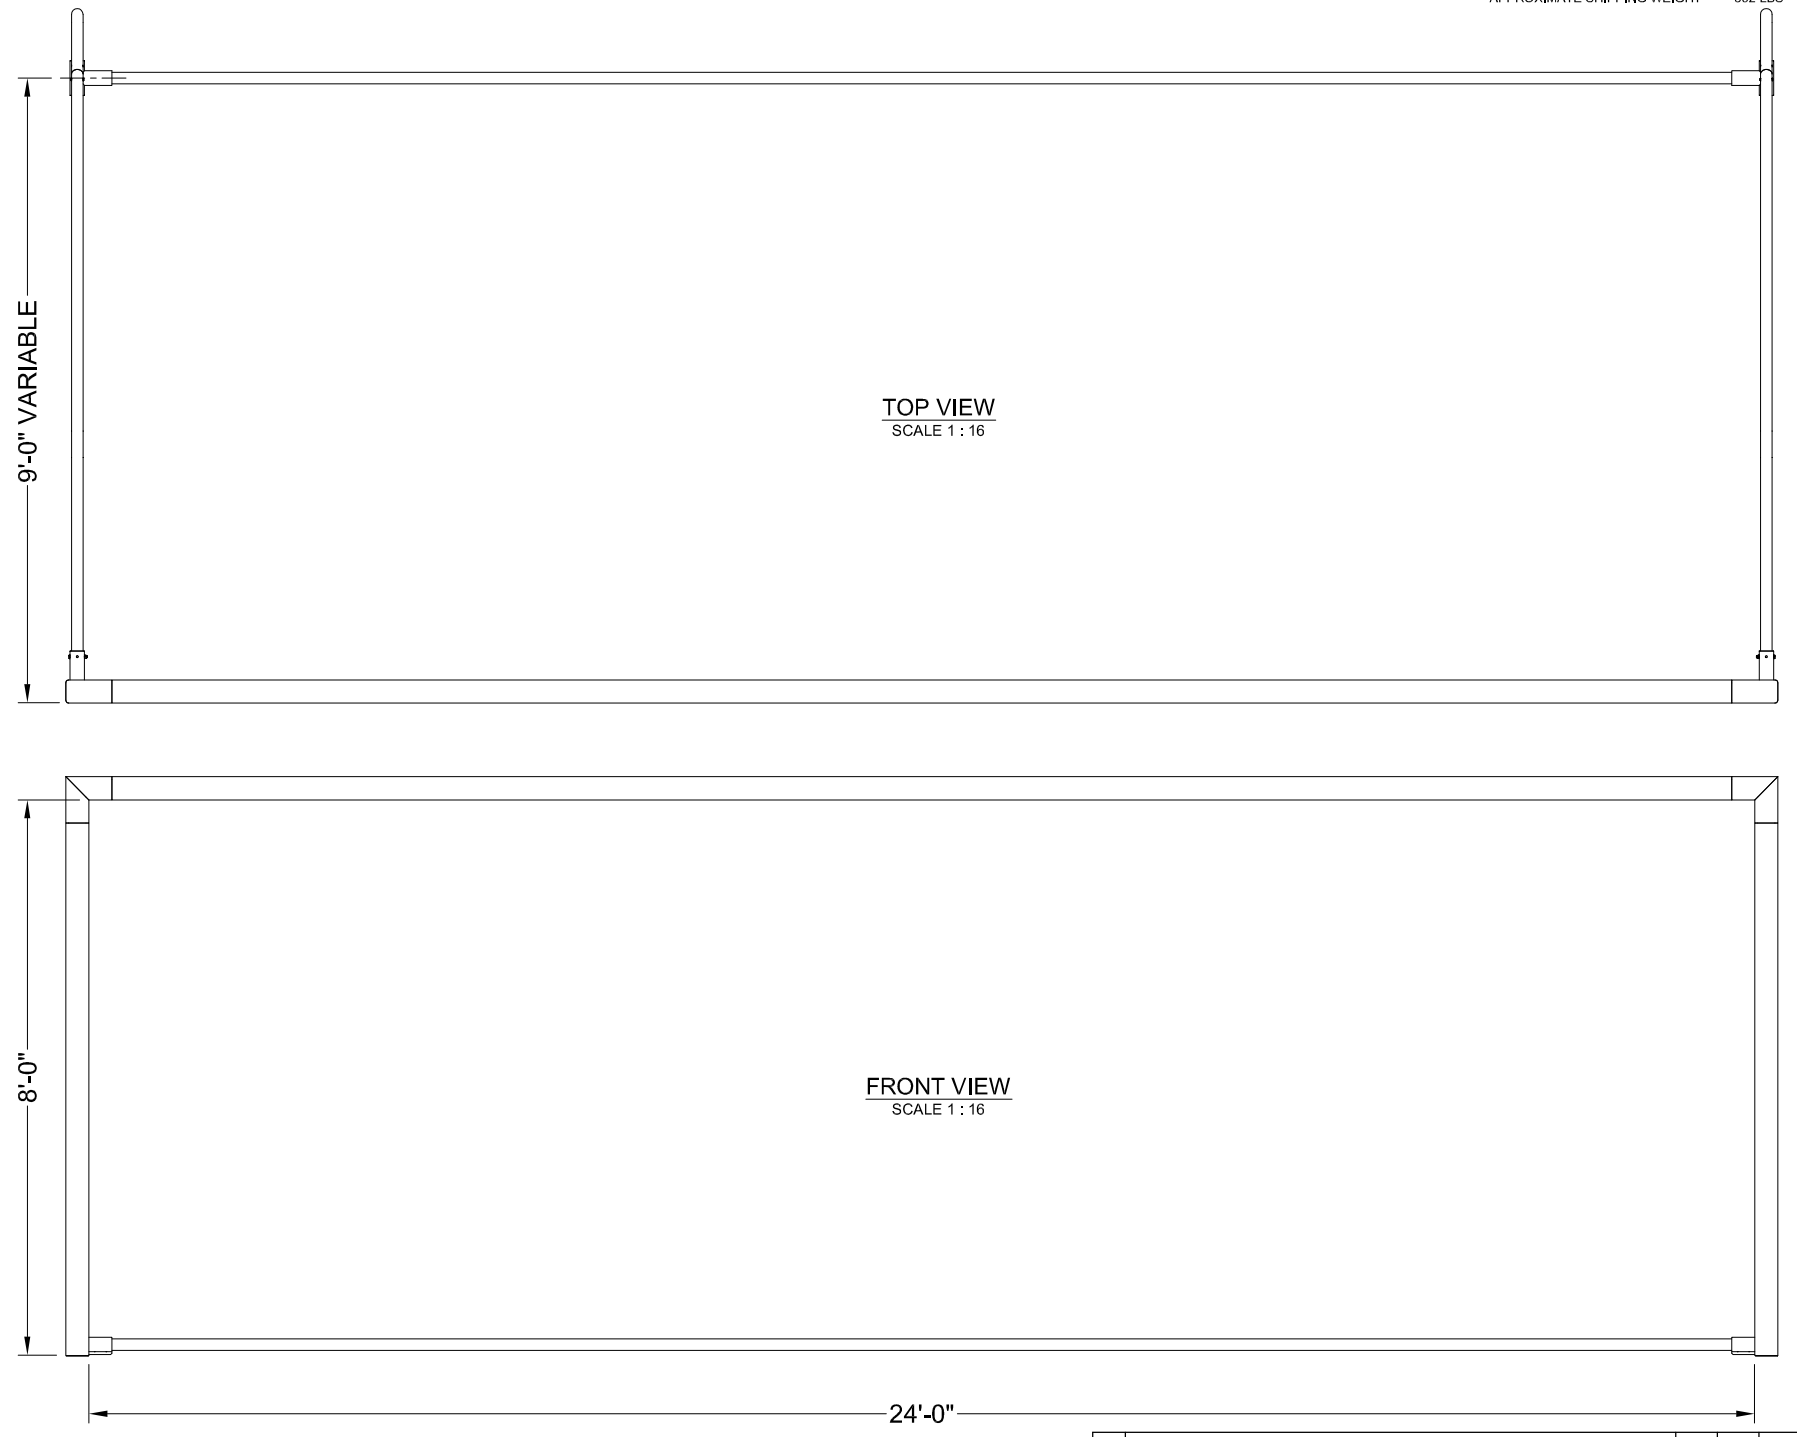 9'-0" VARIABLE
TOP VIEW
SCALE 1 : 16
8'-0"
FRONT VIEW
SCALE 1 : 16
24'-0"